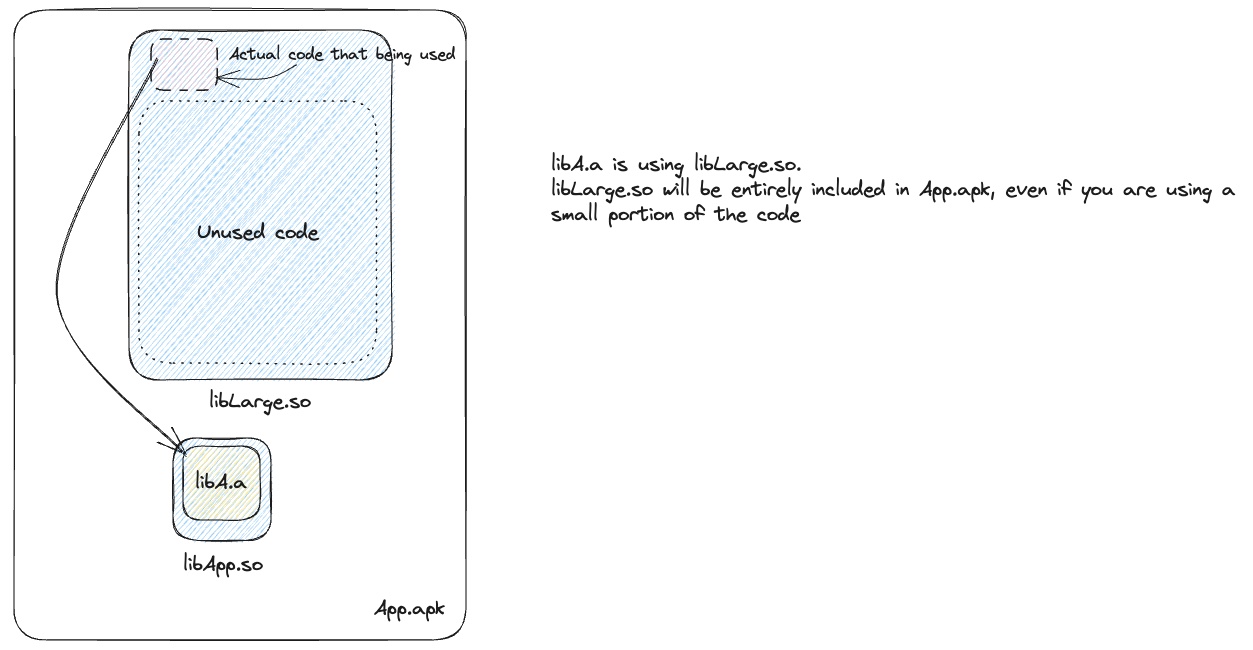 Actual code that being used
Unused code
libLarge.so
libA.a
libApp.so
App.apk
libA.a is using libLarge.so.
libLarge.so will be entirely included in App.apk, even if you are using a
small portion of the code